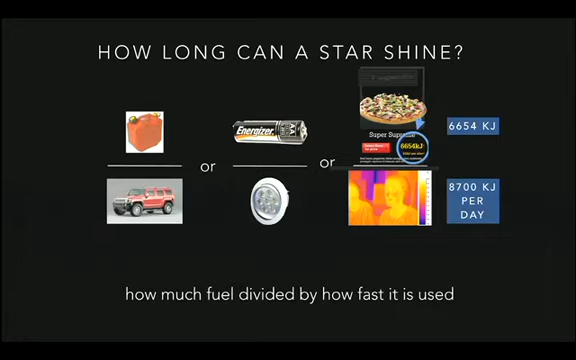 HOW LONG CAN A STAR SHINE?
Energizer
AA
or
or
Super Supreme
6654kJ
6654 KJ
8700 KJ
PER
DAY
how much fuel divided by how fast it is used